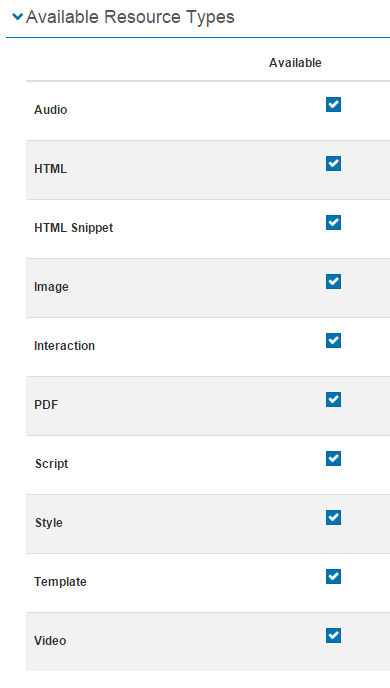 Available Resource Types
Available
Audio
HTML
HTML Snippet
Image
Interaction
PDF
Script
Style
Template
Video